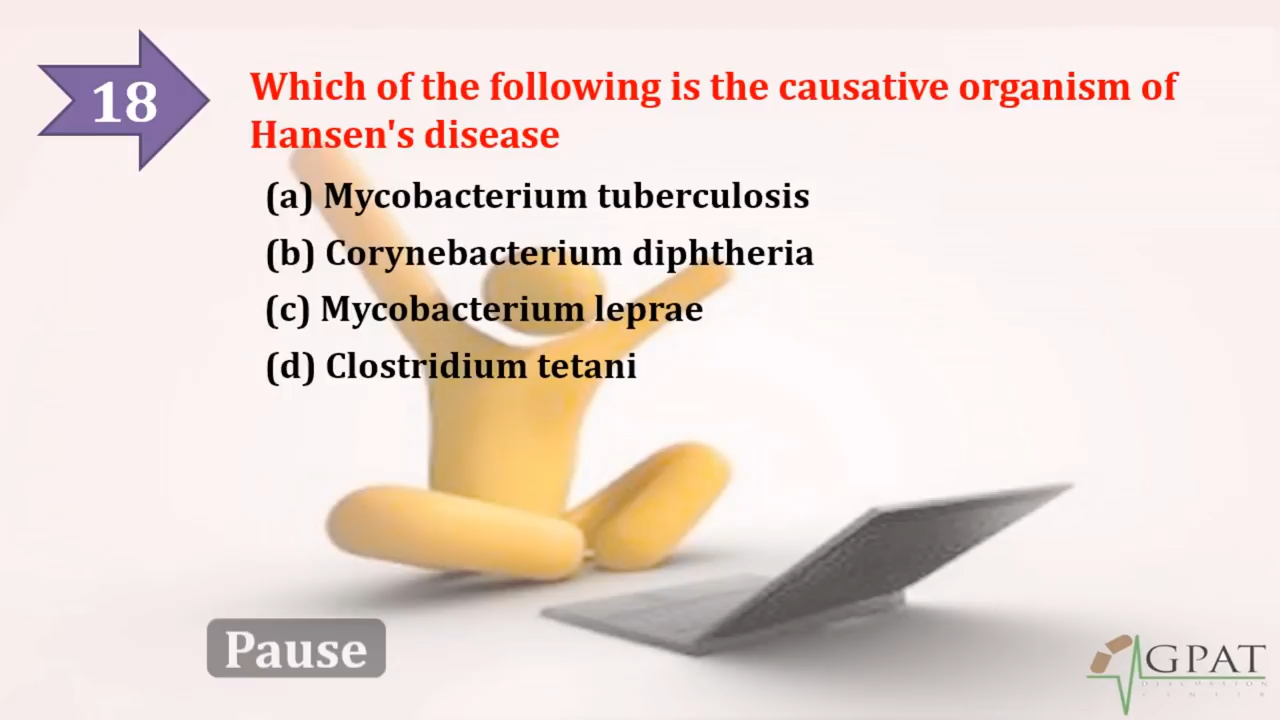 18
Which of the following is the causative organism of
Hansen's disease
(a) Mycobacterium tuberculosis
(b) Corynebacterium diphtheria
(c) Mycobacterium leprae
(d) Clostridium tetani
Pause
GPAT